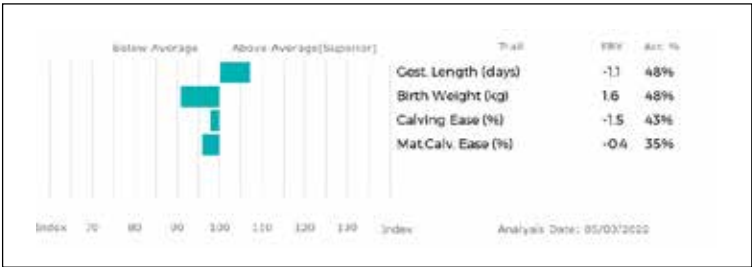 Below Average Above Average(Superior) Trait EBV Acc. %
Gest. Length (days) -1.1 48%
Birth Weight (kg) 1.6 48%
Calving Ease (%) -1.5 43%
Mat.Calv. Ease (%) -0.4 35%
Index 70 80 90 100 110 120 130 Index Analysis Date: 05/03/2022